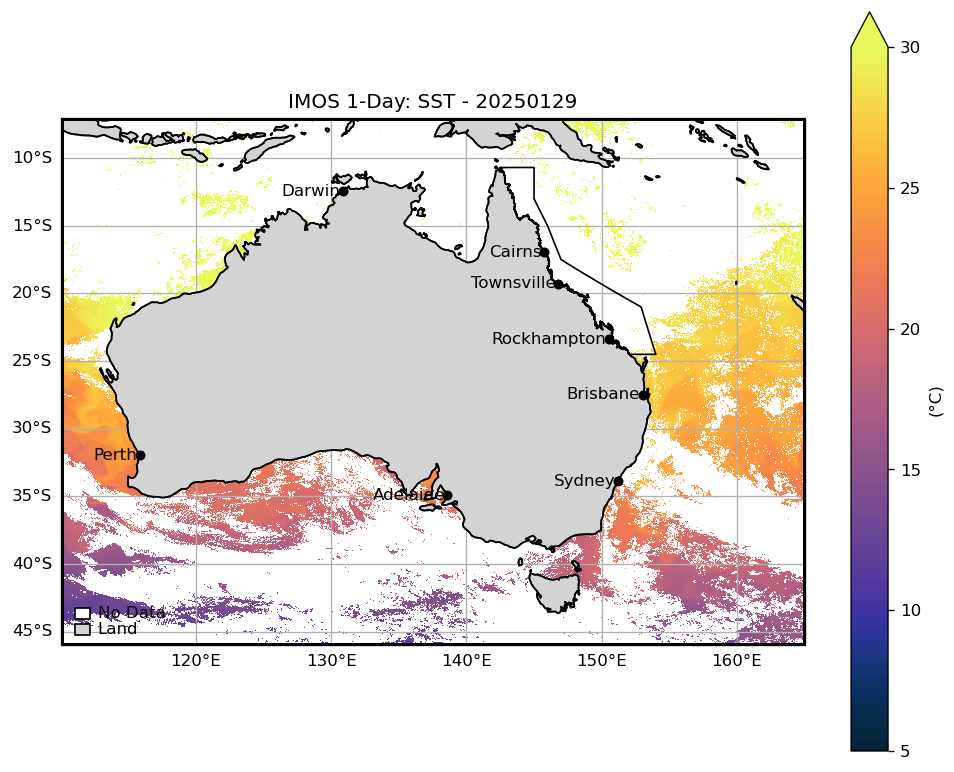 IMOS 1-Day: SST - 20250129
30
25
20
15
10
5
(°C)
10°S
15°S
20°S
25°S
30°S
35°S
40°S
45°S
Darwin
Cairns
Townsville
Rockhampton
Brisbane
Perth
Sydney
Adelaide
No Data
Land
120°E
130°E
140°E
150°E
160°E